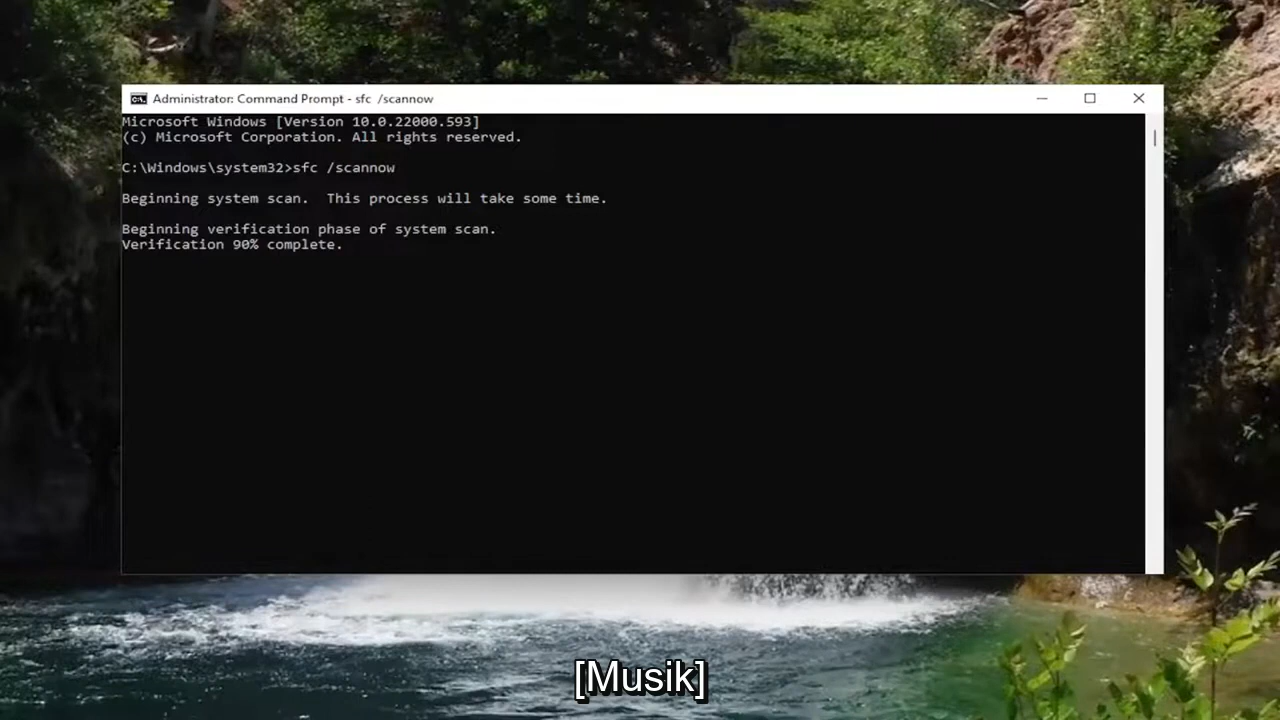 Administrator: Command Prompt - sfc  /scannow
Microsoft Windows [Version 10.0.22000.593]
(c) Microsoft Corporation. All rights reserved.
C:\Windows\system32>sfc /scannow
Beginning system scan.  This process will take some time.
Beginning verification phase of system scan.
Verification 90% complete.
[Musik]